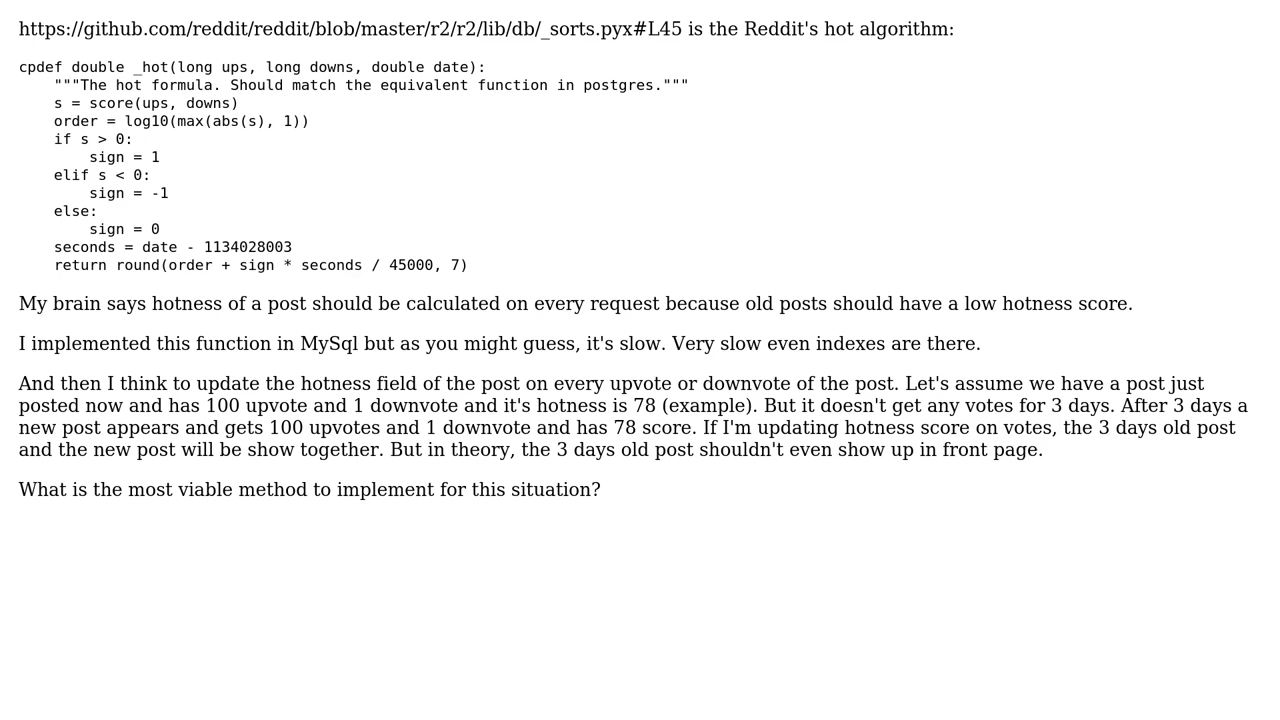 https://github.com/reddit/reddit/blob/master/r2/r2/lib/db/_sorts.pyx#L45 is the Reddit's hot algorithm:
cpdef double _hot(long ups, long downs, double date):
    """The hot formula. Should match the equivalent function in postgres."""
    s = score(ups, downs)
    order = log10(max(abs(s), 1))
    if s > 0:
        sign = 1
    elif s < 0:
        sign = -1
    else:
        sign = 0
    seconds = date - 1134028003
    return round(order + sign * seconds / 45000, 7)
My brain says hotness of a post should be calculated on every request because old posts should have a low hotness score.
I implemented this function in MySql but as you might guess, it's slow. Very slow even indexes are there.
And then I think to update the hotness field of the post on every upvote or downvote of the post. Let's assume we have a post just
posted now and has 100 upvote and 1 downvote and it's hotness is 78 (example). But it doesn't get any votes for 3 days. After 3 days a
new post appears and gets 100 upvotes and 1 downvote and has 78 score. If I'm updating hotness score on votes, the 3 days old post
and the new post will be show together. But in theory, the 3 days old post shouldn't even show up in front page.
What is the most viable method to implement for this situation?